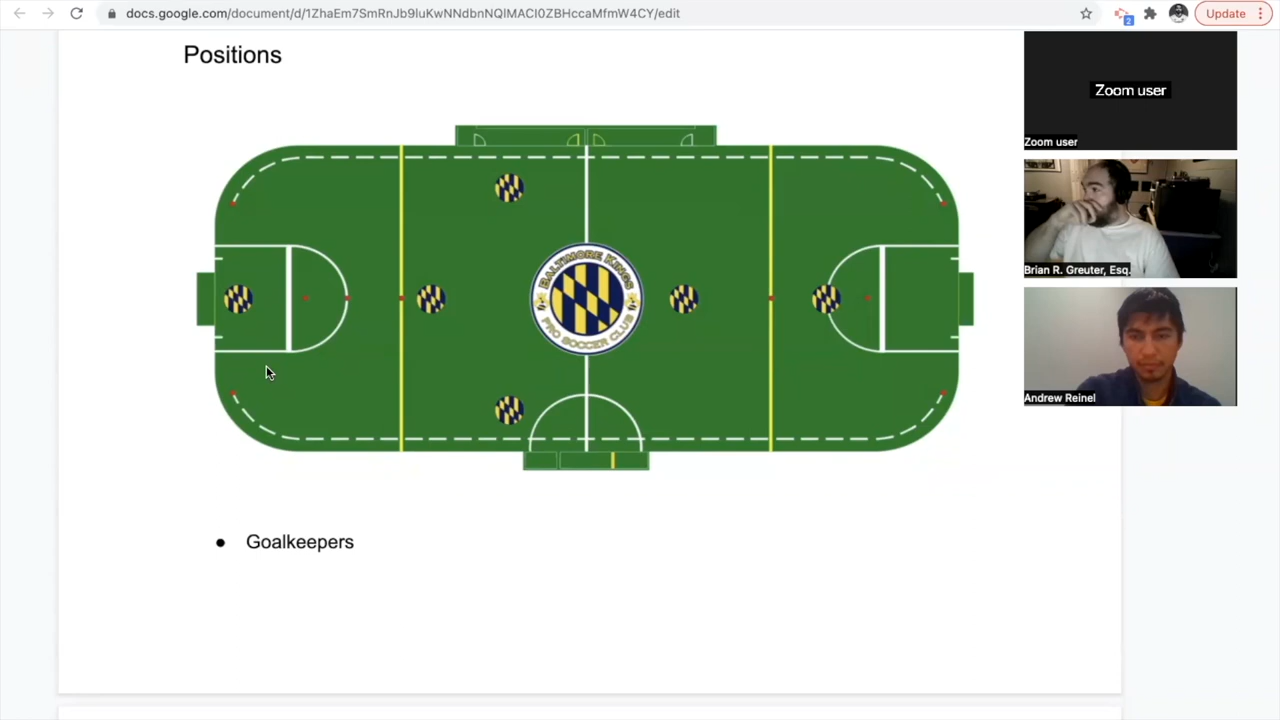 docs.google.com/document/d/1ZhaEm7SmRnJb9luKwNNdbnNQlMACI0ZBHccaMfmW4CY/edit
2
Update
Positions
BALTIMORE KINGS
PRO SOCCER CLUB
Goalkeepers
Zoom user
Zoom user
Brian R. Greuter, Esq.
Andrew Reinel